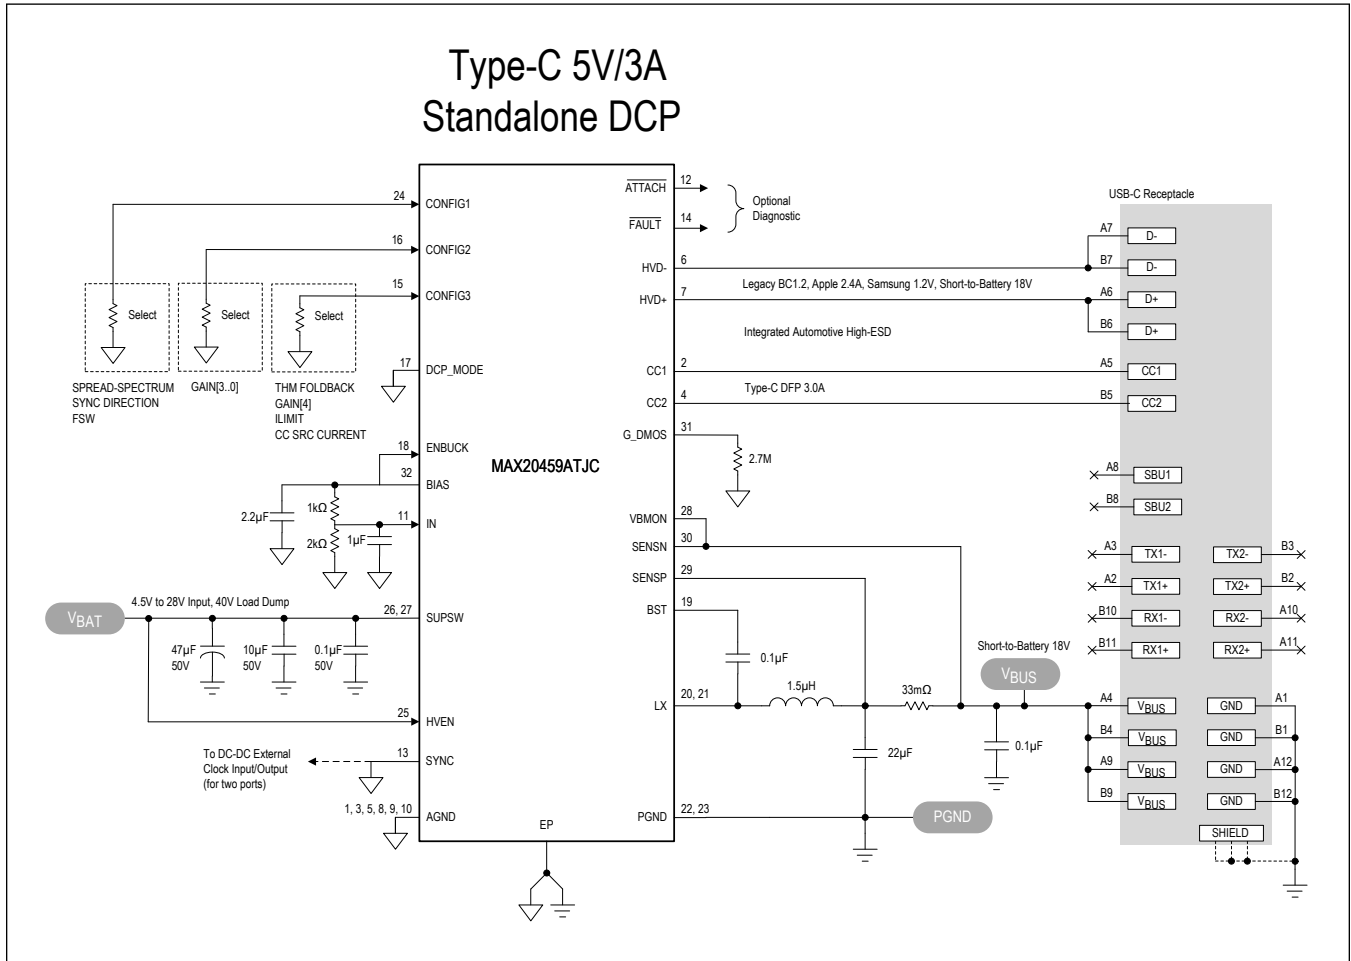 Type-C 5V/3A
Standalone DCP
24
CONFIG1
16
CONFIG2
15
CONFIG3
Select
Select
Select
SPREAD-SPECTRUM
SYNC DIRECTION
FSW
GAIN[3..0]
THM FOLDBACK
GAIN[4]
ILIMIT
CC SRC CURRENT
17
DCP_MODE
18
ENBUCK
32
BIAS
2.2µF
1kΩ
2kΩ
11
IN
1µF
VBAT
4.5V to 28V Input, 40V Load Dump
26, 27
SUPSW
47µF
50V
10µF
50V
0.1µF
50V
25
HVEN
To DC-DC External
Clock Input/Output
(for two ports)
13
SYNC
1, 3, 5, 8, 9, 10
AGND
EP
MAX20459ATJC
ATTACH
12
FAULT
14
Optional
Diagnostic
HVD-
6
Legacy BC1.2, Apple 2.4A, Samsung 1.2V, Short-to-Battery 18V
HVD+
7
Integrated Automotive High-ESD
CC1
2
Type-C DFP 3.0A
CC2
4
G_DMOS
31
2.7M
VBMON
28
SENSN
30
SENSP
29
BST
19
0.1µF
LX
20, 21
1.5µH
33mΩ
22µF
0.1µF
Short-to-Battery 18V
VBUS
PGND
22, 23
PGND
USB-C Receptacle
A7
D-
B7
D-
A6
D+
B6
D+
A5
CC1
B5
CC2
A8
SBU1
B8
SBU2
A3
TX1-
TX2-
B3
A2
TX1+
TX2+
B2
B10
RX1-
RX2-
A10
B11
RX1+
RX2+
A11
A4
VBUS
GND
A1
B4
VBUS
GND
B1
A9
VBUS
GND
A12
B9
VBUS
GND
B12
SHIELD